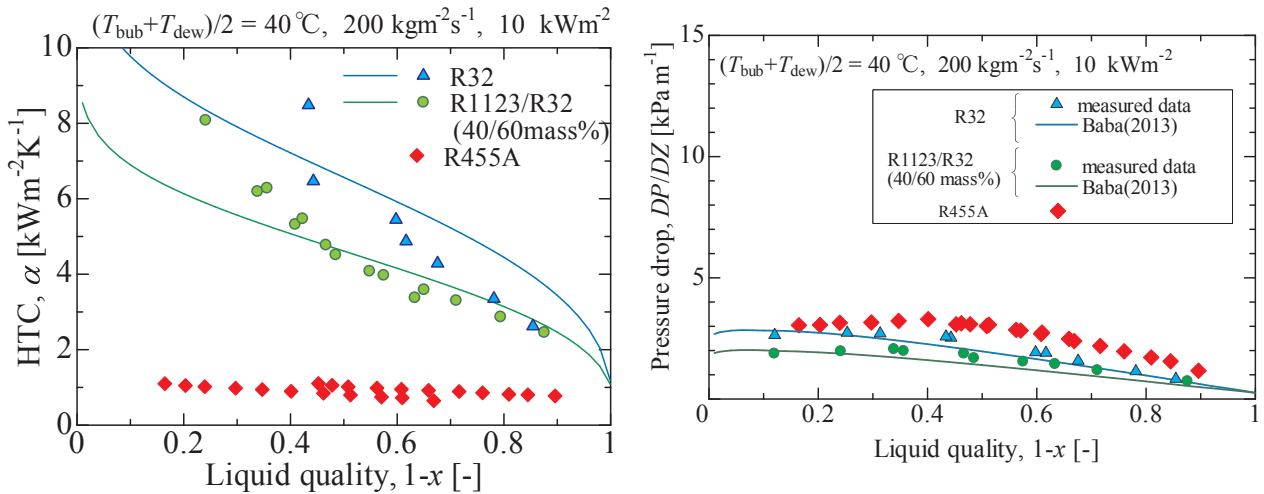 (T_bub+T_dew)/2 = 40 ℃, 200 kgm⁻²s⁻¹, 10 kWm⁻²
HTC, α [kWm⁻²K⁻¹]
10
8
6
4
2
0
R32
R1123/R32
(40/60mass%)
R455A
0 0.2 0.4 0.6 0.8 1
Liquid quality, 1-x [-]
(T_bub+T_dew)/2 = 40 ℃, 200 kgm⁻²s⁻¹, 10 kWm⁻²
Pressure drop, DP/DZ [kPa m⁻¹]
15
10
5
0
R32
measured data
Baba(2013)
R1123/R32
(40/60 mass%)
measured data
Baba(2013)
R455A
0 0.2 0.4 0.6 0.8 1
Liquid quality, 1-x [-]